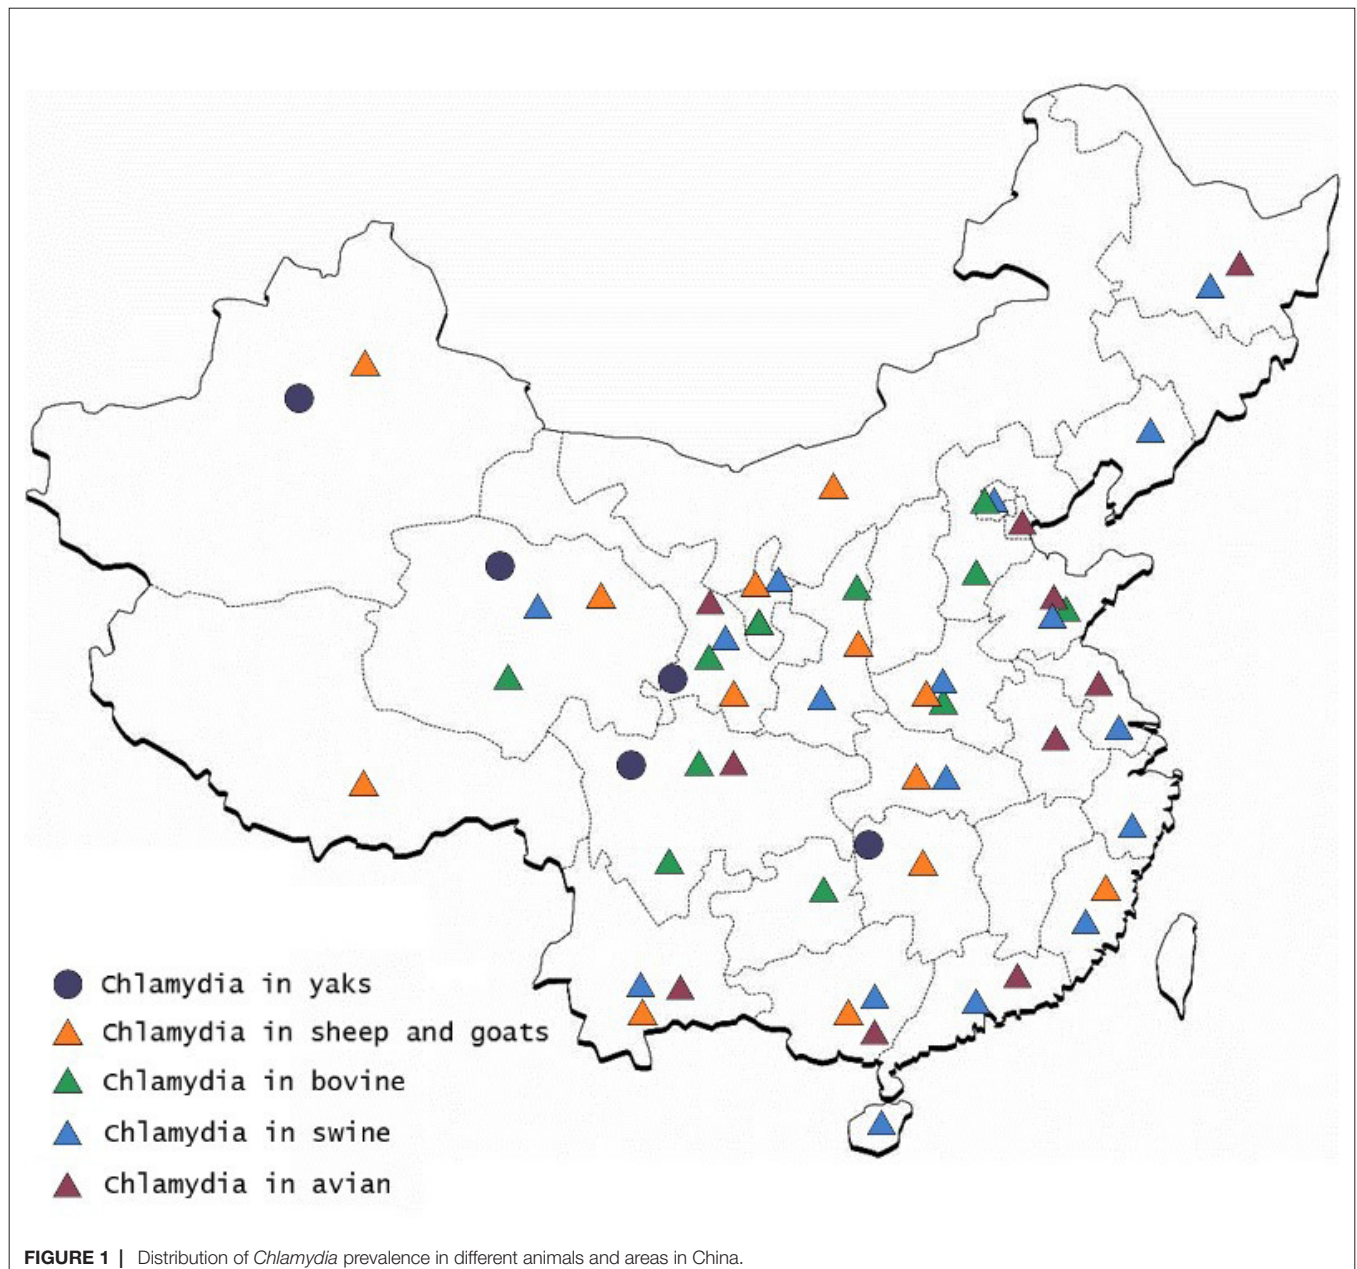 Chlamydia in yaks
Chlamydia in sheep and goats
Chlamydia in bovine
Chlamydia in swine
Chlamydia in avian
FIGURE 1 | Distribution of Chlamydia prevalence in different animals and areas in China.